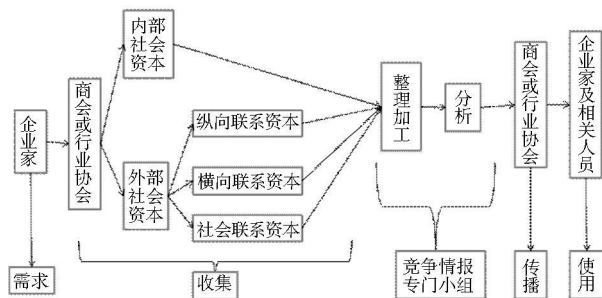 企业家
商会或行业协会
内部
社会
资本
外部
社会
资本
纵向联系资本
横向联系资本
社会联系资本
整理加工
分析
商会或行业协会
企业家及相关人员
需求
收集
竞争情报
专门小组
传播
使用